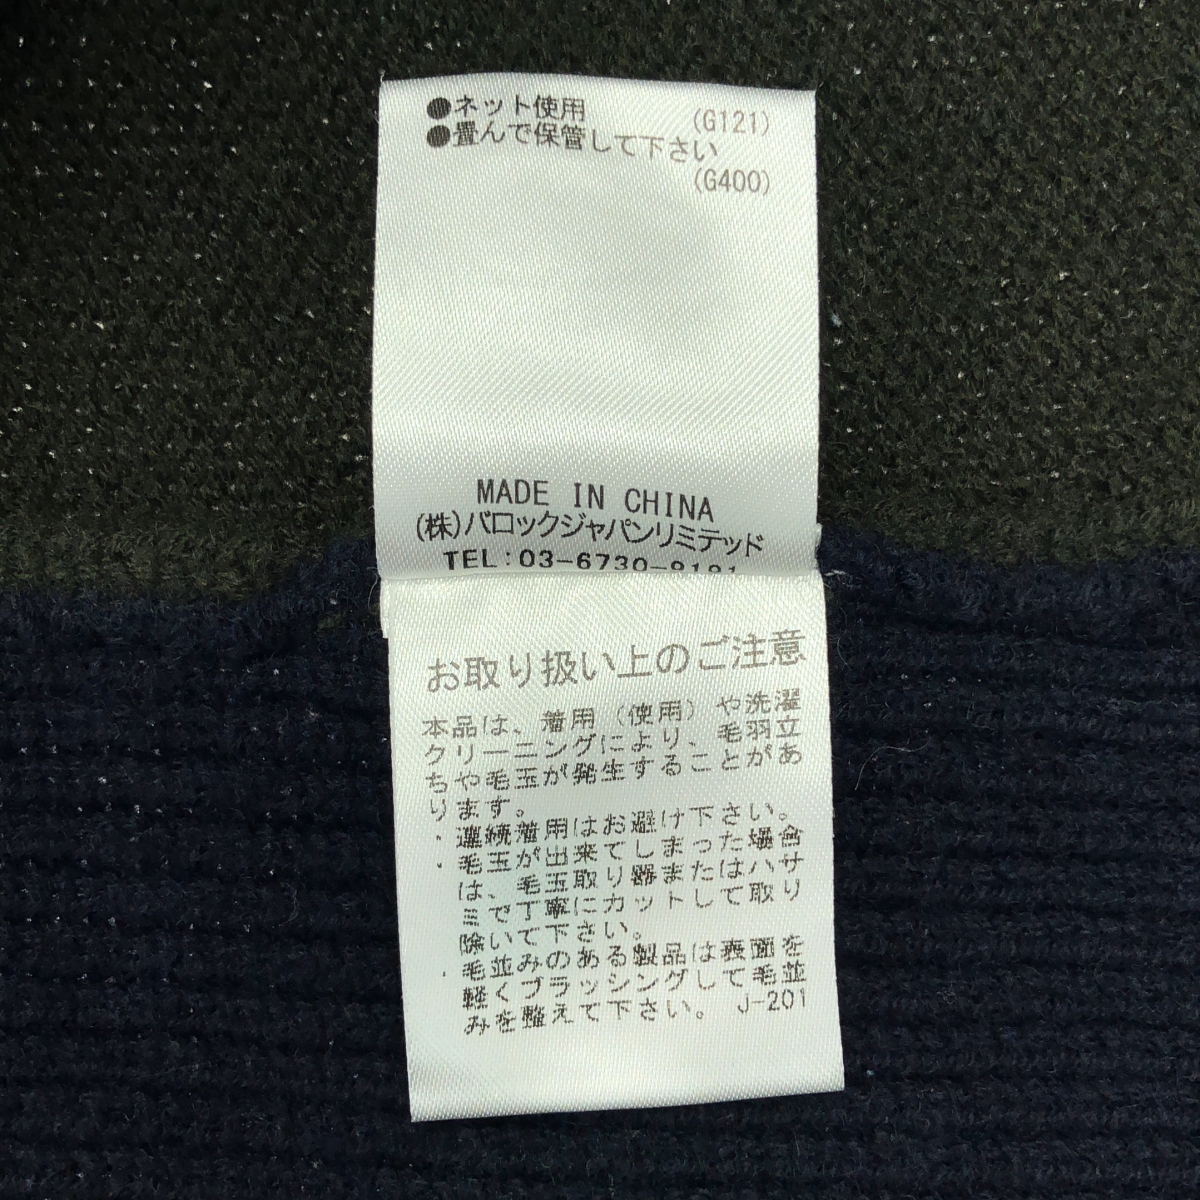 ●ネット使用 (G121)
●畳んで保管して下さい
(G400)
MADE IN CHINA
(株)バロックジャパンリミテッド
TEL:03-6730-9191
お取り扱い上のご注意
本品は、着用(使用)や洗濯
クリーニングにより、毛羽立
ちや毛玉が発生することがあ
ります。
・連続着用はお避け下さい。
・毛玉が出来てしまった場合
は、毛玉取り器またはハサ
ミで丁寧にカットして取り
除いて下さい。
・毛並みのある製品は表面を
軽くブラッシングして毛並
みを整えて下さい。 J-201